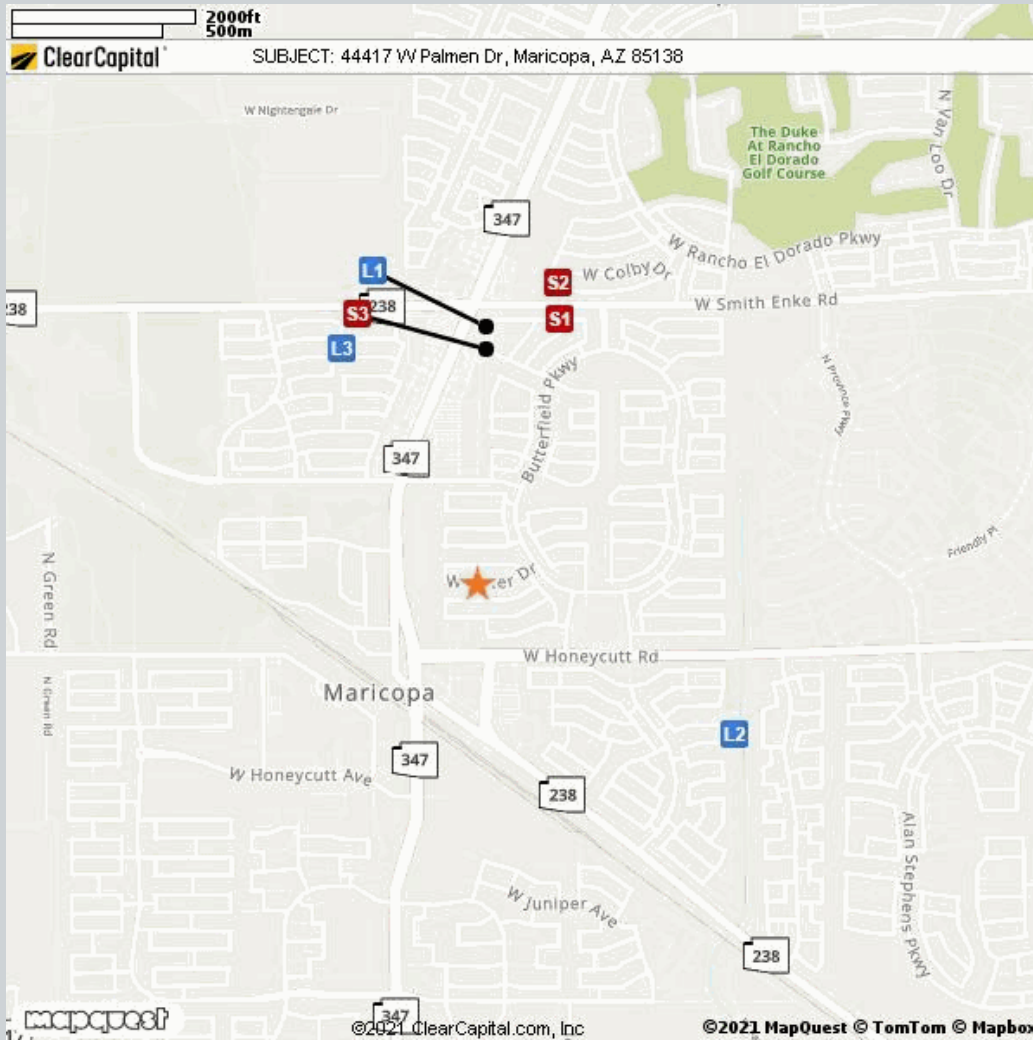 2000ft
500m
ClearCapital
SUBJECT: 44417 W Palmen Dr, Maricopa, AZ 85138
W Nightengale Dr
The Duke
At Rancho
El Dorado
Golf Course
N Van Loo Dr
347
W Rancho El Dorado Pkwy
L1
S2
W Colby Dr
238
S3
238
S1
W Smith Enke Rd
L3
Butterfield Pkwy
N Province Pkwy
347
N Green Rd
Friendly Pl
W er Dr
W Honeycutt Rd
N Green Rd
Maricopa
L2
347
W Honeycutt Ave
238
Alan Stephens Pkwy
W Juniper Ave
238
347
mapquest
©2021 ClearCapital.com, Inc
©2021 MapQuest © TomTom © Mapbox